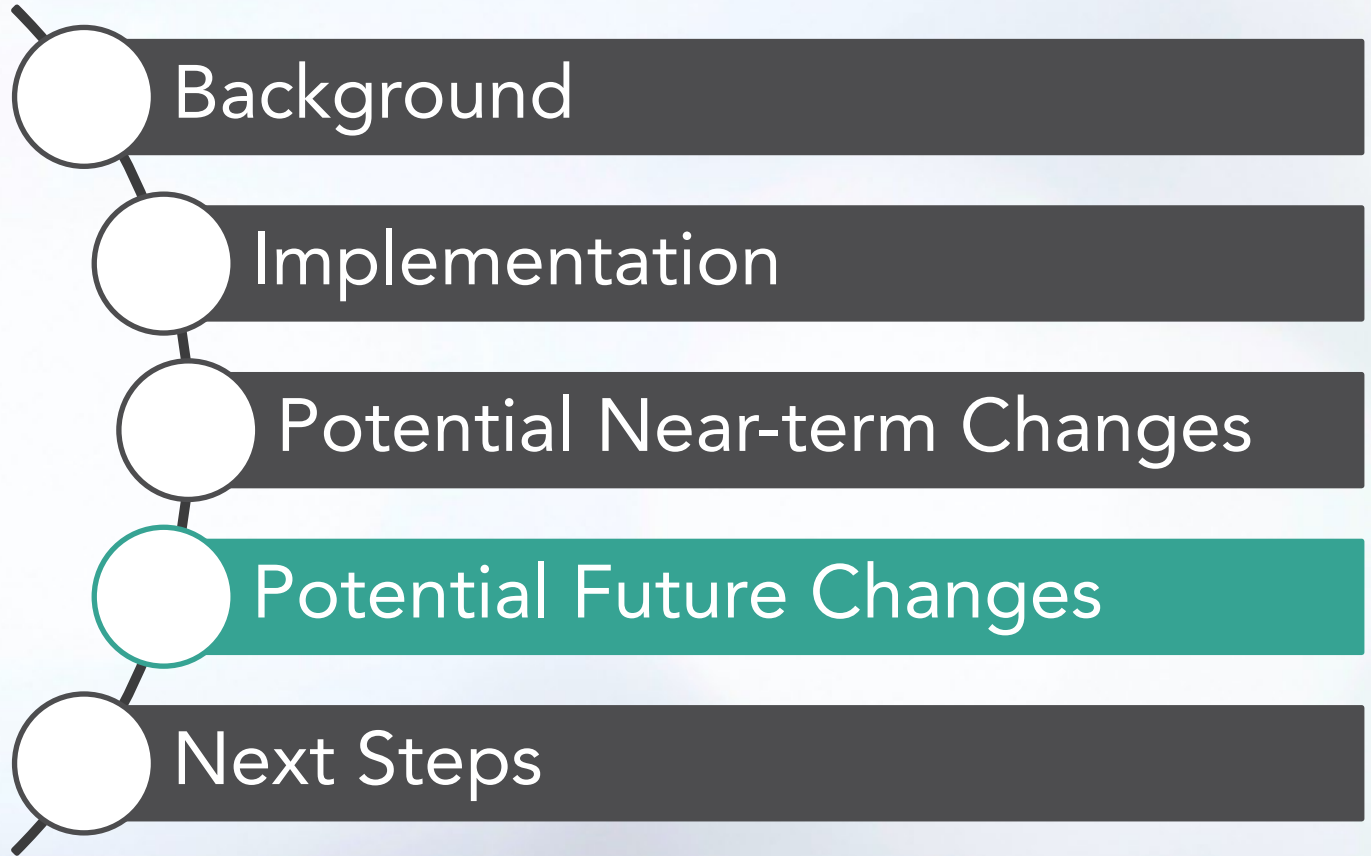 Background
Implementation
Potential Near-term Changes
Potential Future Changes
Next Steps